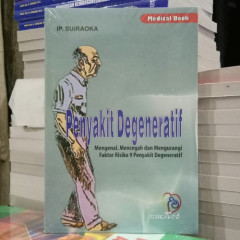 Medical Book
IP. SUIRAOKA
Penyakit Degeneratif
Mengenal, Mencegah dan Mengurangi
Faktor Risiko 9 Penyakit Degeneratif